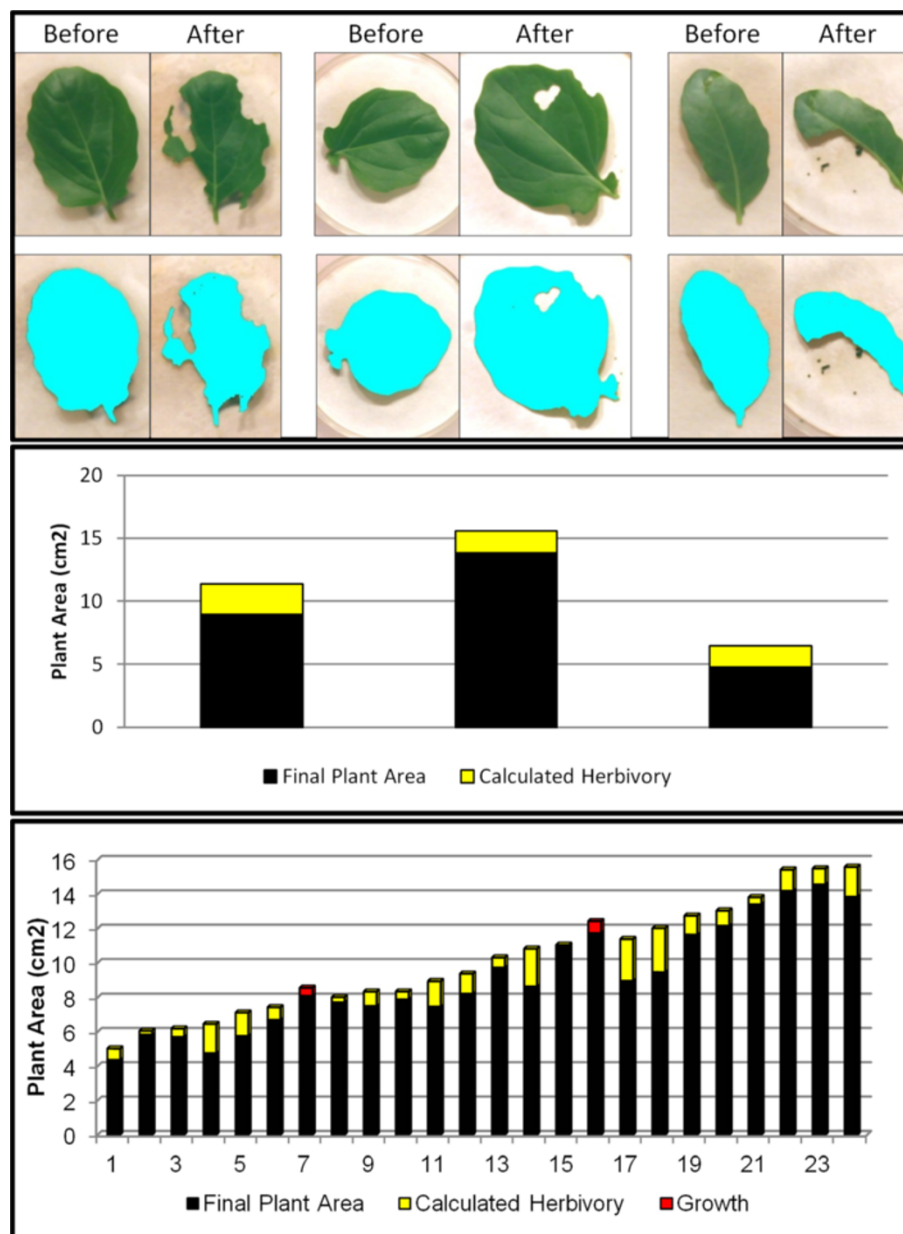 Before After Before After Before After
20
15
10
5
0
Plant Area (cm2)
Final Plant Area Calculated Herbivory
16
14
12
10
8
6
4
2
0
Plant Area (cm2)
1 3 5 7 9 11 13 15 17 19 21 23
Final Plant Area Calculated Herbivory Growth